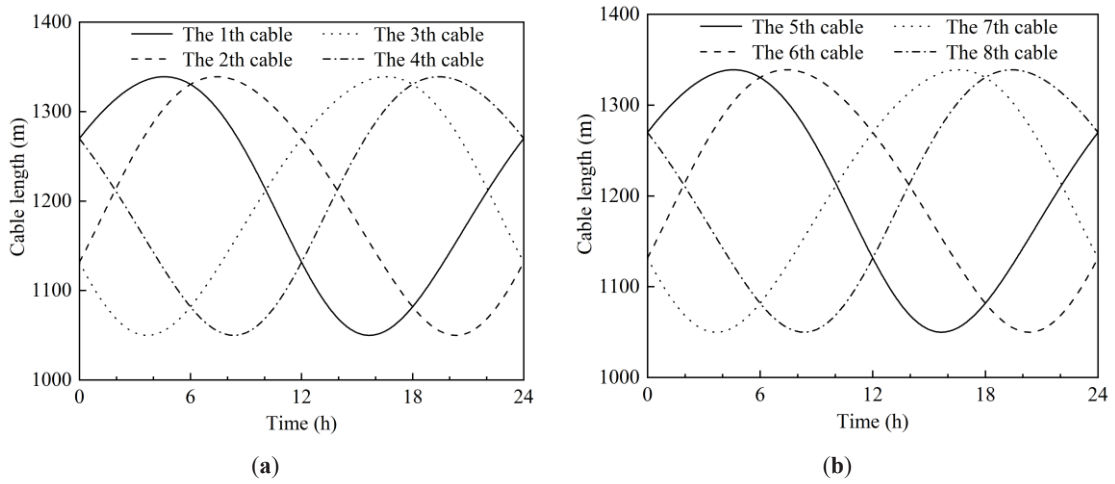 1400
The 1th cable
The 3th cable
The 2th cable
The 4th cable
1300
1200
1100
1000
Cable length (m)
0
6
12
18
24
Time (h)
(a)
1400
The 5th cable
The 7th cable
The 6th cable
The 8th cable
1300
1200
1100
1000
Cable length (m)
0
6
12
18
24
Time (h)
(b)